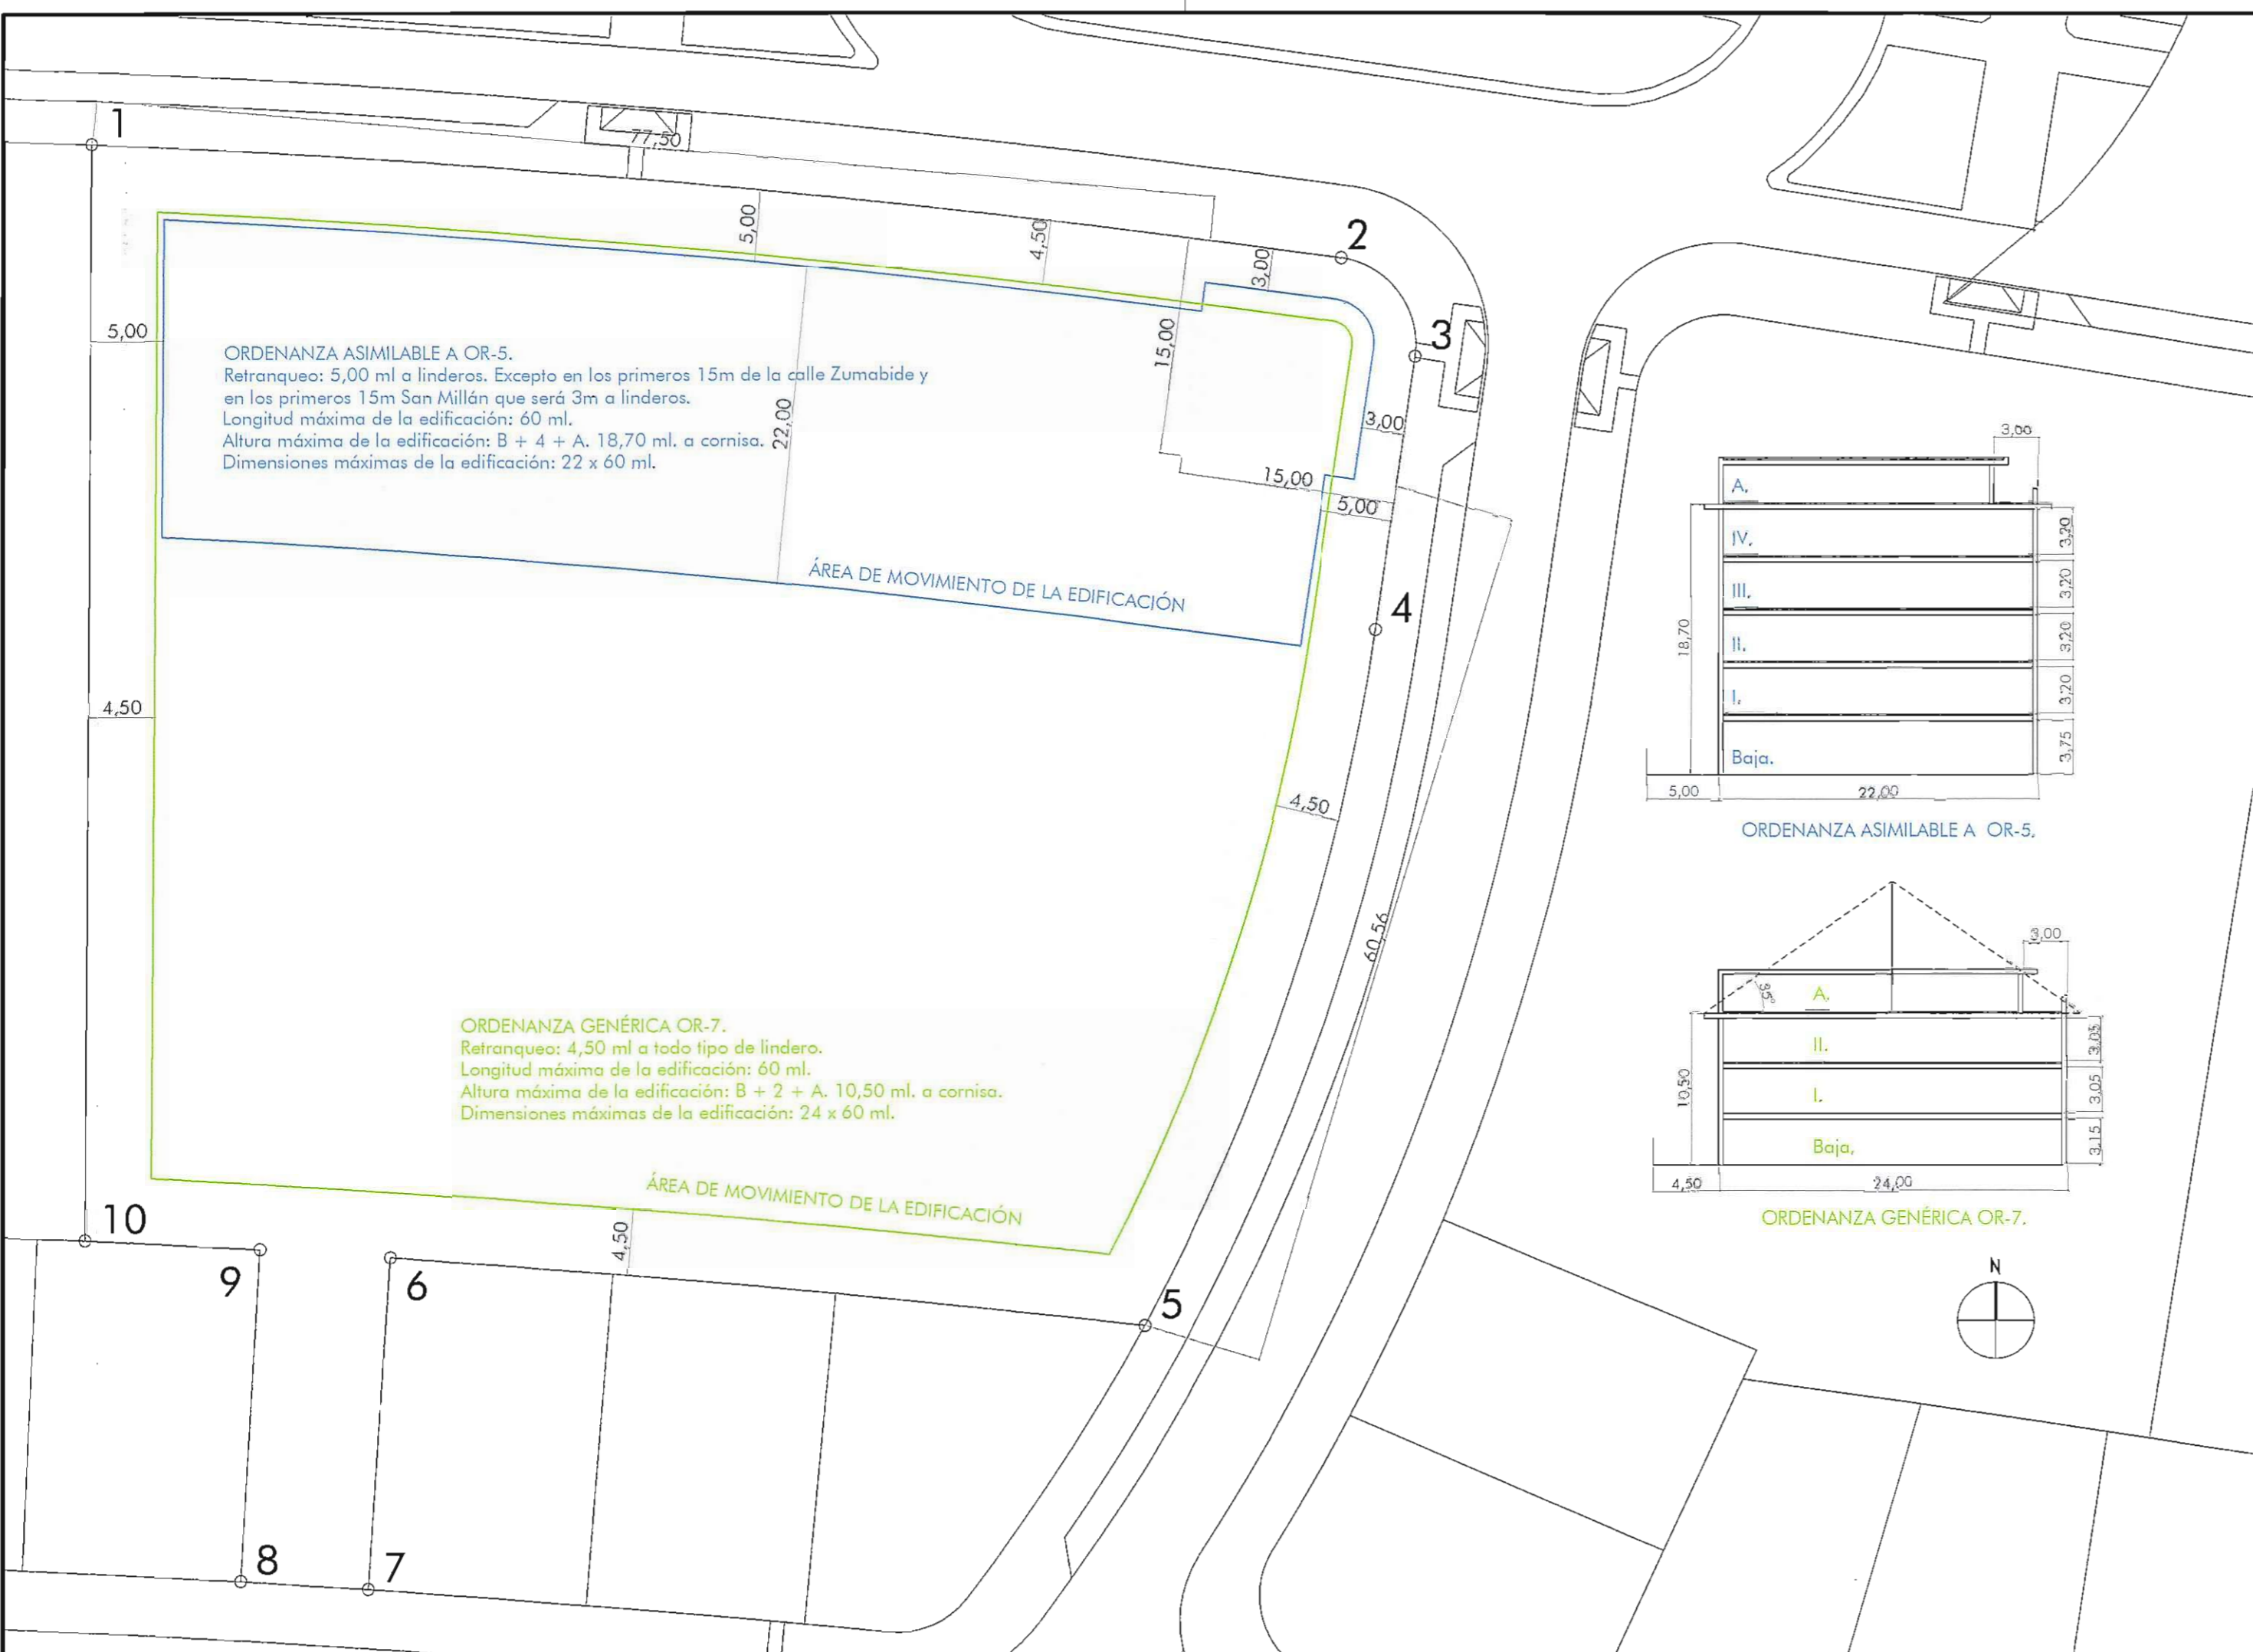 1
77,50
5,00
4,50
2
3,00
3
15,00
5,00
ORDENANZA ASIMILABLE A OR-5.
Retranqueo: 5,00 ml a linderos. Excepto en los primeros 15m de la calle Zumabide y
en los primeros 15m San Millán que será 3m a linderos.
Longitud máxima de la edificación: 60 ml.
Altura máxima de la edificación: B + 4 + A. 18,70 ml. a cornisa.
Dimensiones máximas de la edificación: 22 x 60 ml.
22,00
3,00
15,00
5,00
ÁREA DE MOVIMIENTO DE LA EDIFICACIÓN
4
4,50
4,50
60,56
ORDENANZA GENÉRICA OR-7.
Retranqueo: 4,50 ml a todo tipo de lindero.
Longitud máxima de la edificación: 60 ml.
Altura máxima de la edificación: B + 2 + A. 10,50 ml. a cornisa.
Dimensiones máximas de la edificación: 24 x 60 ml.
ÁREA DE MOVIMIENTO DE LA EDIFICACIÓN
4,50
10
9
6
5
8
7
3,00
A.
IV.
3,20
III.
3,20
II.
3,20
I.
3,20
Baja.
3,75
18,70
5,00
22,00
ORDENANZA ASIMILABLE A OR-5.
3,00
35°
A.
II.
3,05
I.
3,05
Baja.
3,15
10,50
4,50
24,00
ORDENANZA GENÉRICA OR-7.
N